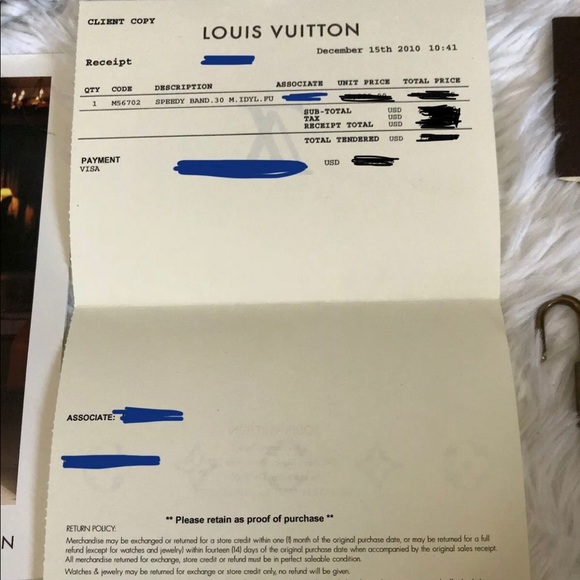 CLIENT COPY
LOUIS VUITTON
December 15th 2010 10:41
Receipt
QTY CODE DESCRIPTION ASSOCIATE UNIT PRICE TOTAL PRICE
1 M56702 SPEEDY BAND.30 M.IDYL.FU
SUB-TOTAL USD
TAX USD
RECEIPT TOTAL USD
TOTAL TENDERED USD
PAYMENT
VISA USD
ASSOCIATE:
** Please retain as proof of purchase **
RETURN POLICY:
Merchandise may be exchanged or returned for a store credit within one (1) month of the original purchase date, or may be returned for a full
refund (except for watches and jewelry) within fourteen (14) days of the original purchase date when accompanied by the original sales receipt.
All merchandise returned for exchange, store credit or refund must be in perfect saleable condition.
Watches & jewelry may be returned for exchange or store credit only, no refund will be given.
N